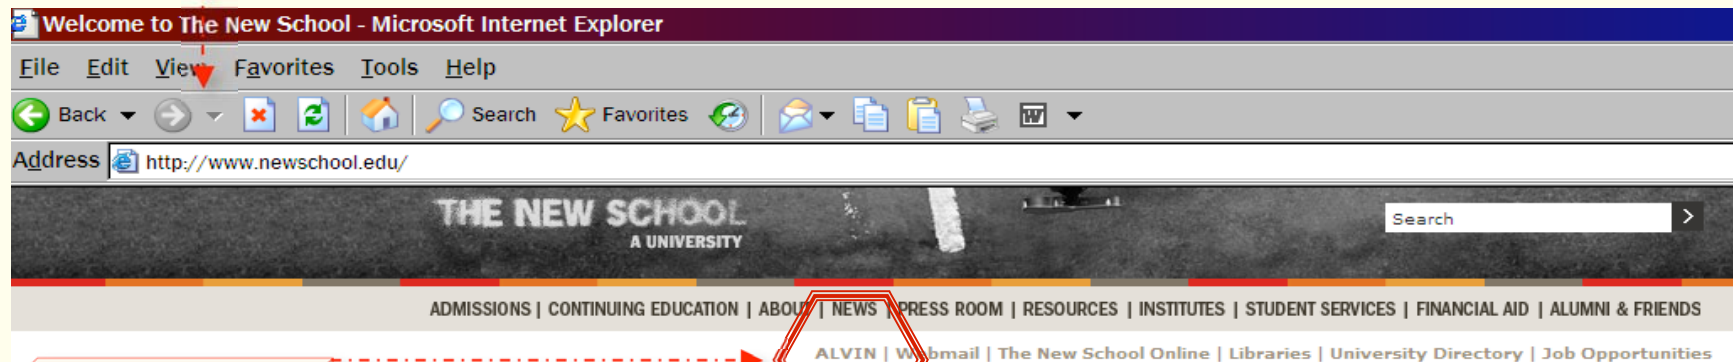 Welcome to The New School - Microsoft Internet Explorer
File Edit View Favorites Tools Help
Back Search Favorites
Address http://www.newschool.edu/
THE NEW SCHOOL
A UNIVERSITY
Search
ADMISSIONS | CONTINUING EDUCATION | ABOUT | NEWS | PRESS ROOM | RESOURCES | INSTITUTES | STUDENT SERVICES | FINANCIAL AID | ALUMNI & FRIENDS
ALVIN | Webmail | The New School Online | Libraries | University Directory | Job Opportunities